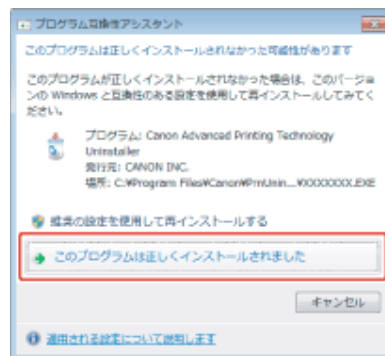 プログラム互換性アシスタント
このプログラムは正しくインストールされなかった可能性があります
このプログラムが正しくインストールされなかった場合は、このバージョ
ンの Windows と互換性のある設定を使用して再インストールしてみてく
ださい。
プログラム: Canon Advanced Printing Technology
Uninstaller
発行元: CANON INC.
場所: C:¥Program Files¥Canon¥PrnUnin...¥XXXXXXX.EXE
推奨の設定を使用して再インストールする
このプログラムは正しくインストールされました
キャンセル
適用される設定について説明します